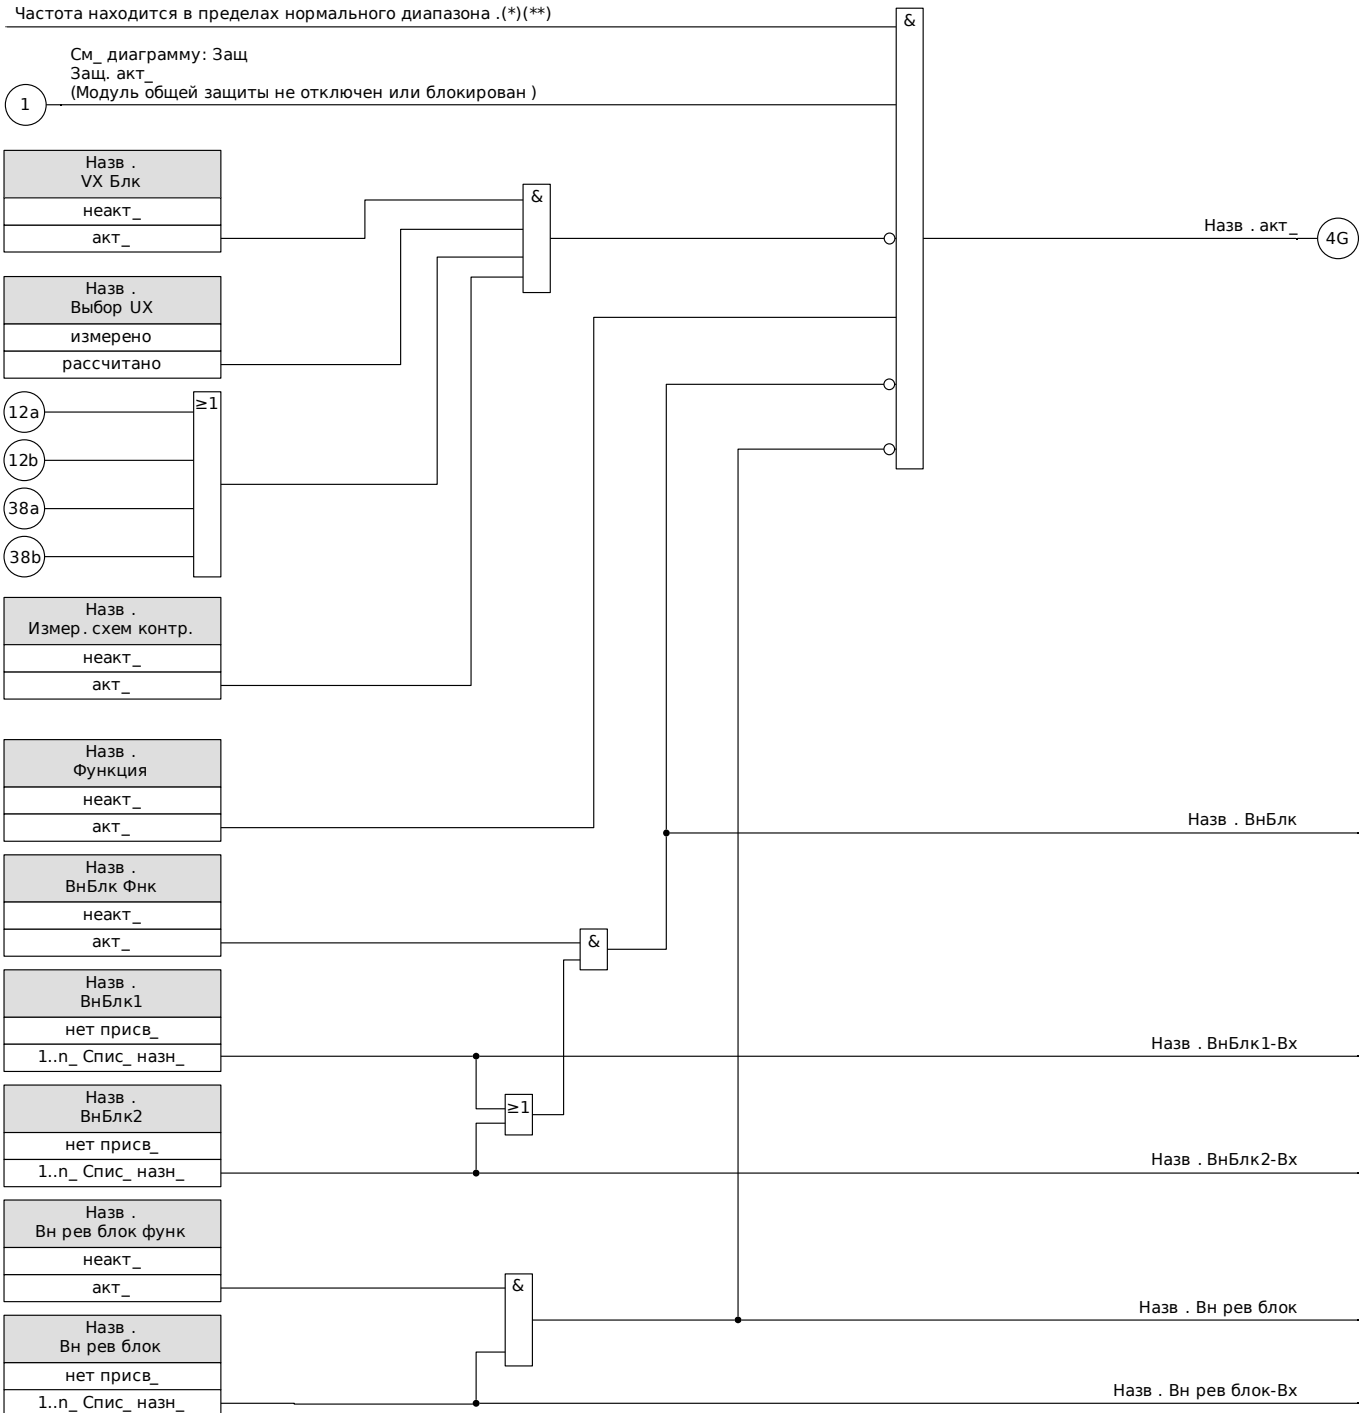 Частота находится в пределах нормального диапазона .(*)(**)
&
См_ диаграмму: Защ
Защ. акт_
(Модуль общей защиты не отключен или блокирован )
1
Назв .
VX Блк
неакт_
акт_
&
Назв . акт_
4G
Назв .
Выбор UX
измерено
рассчитано
12a
≥1
12b
38a
38b
Назв .
Измер. схем контр.
неакт_
акт_
Назв .
Функция
неакт_
акт_
Назв . ВнБлк
Назв .
ВнБлк Фнк
неакт_
акт_
&
Назв .
ВнБлк1
нет присв_
1..n_ Спис_ назн_
Назв . ВнБлк1-Вх
≥1
Назв .
ВнБлк2
нет присв_
1..n_ Спис_ назн_
Назв . ВнБлк2-Вх
Назв .
Вн рев блок функ
неакт_
акт_
&
Назв . Вн рев блок
Назв .
Вн рев блок
нет присв_
1..n_ Спис_ назн_
Назв . Вн рев блок-Вх